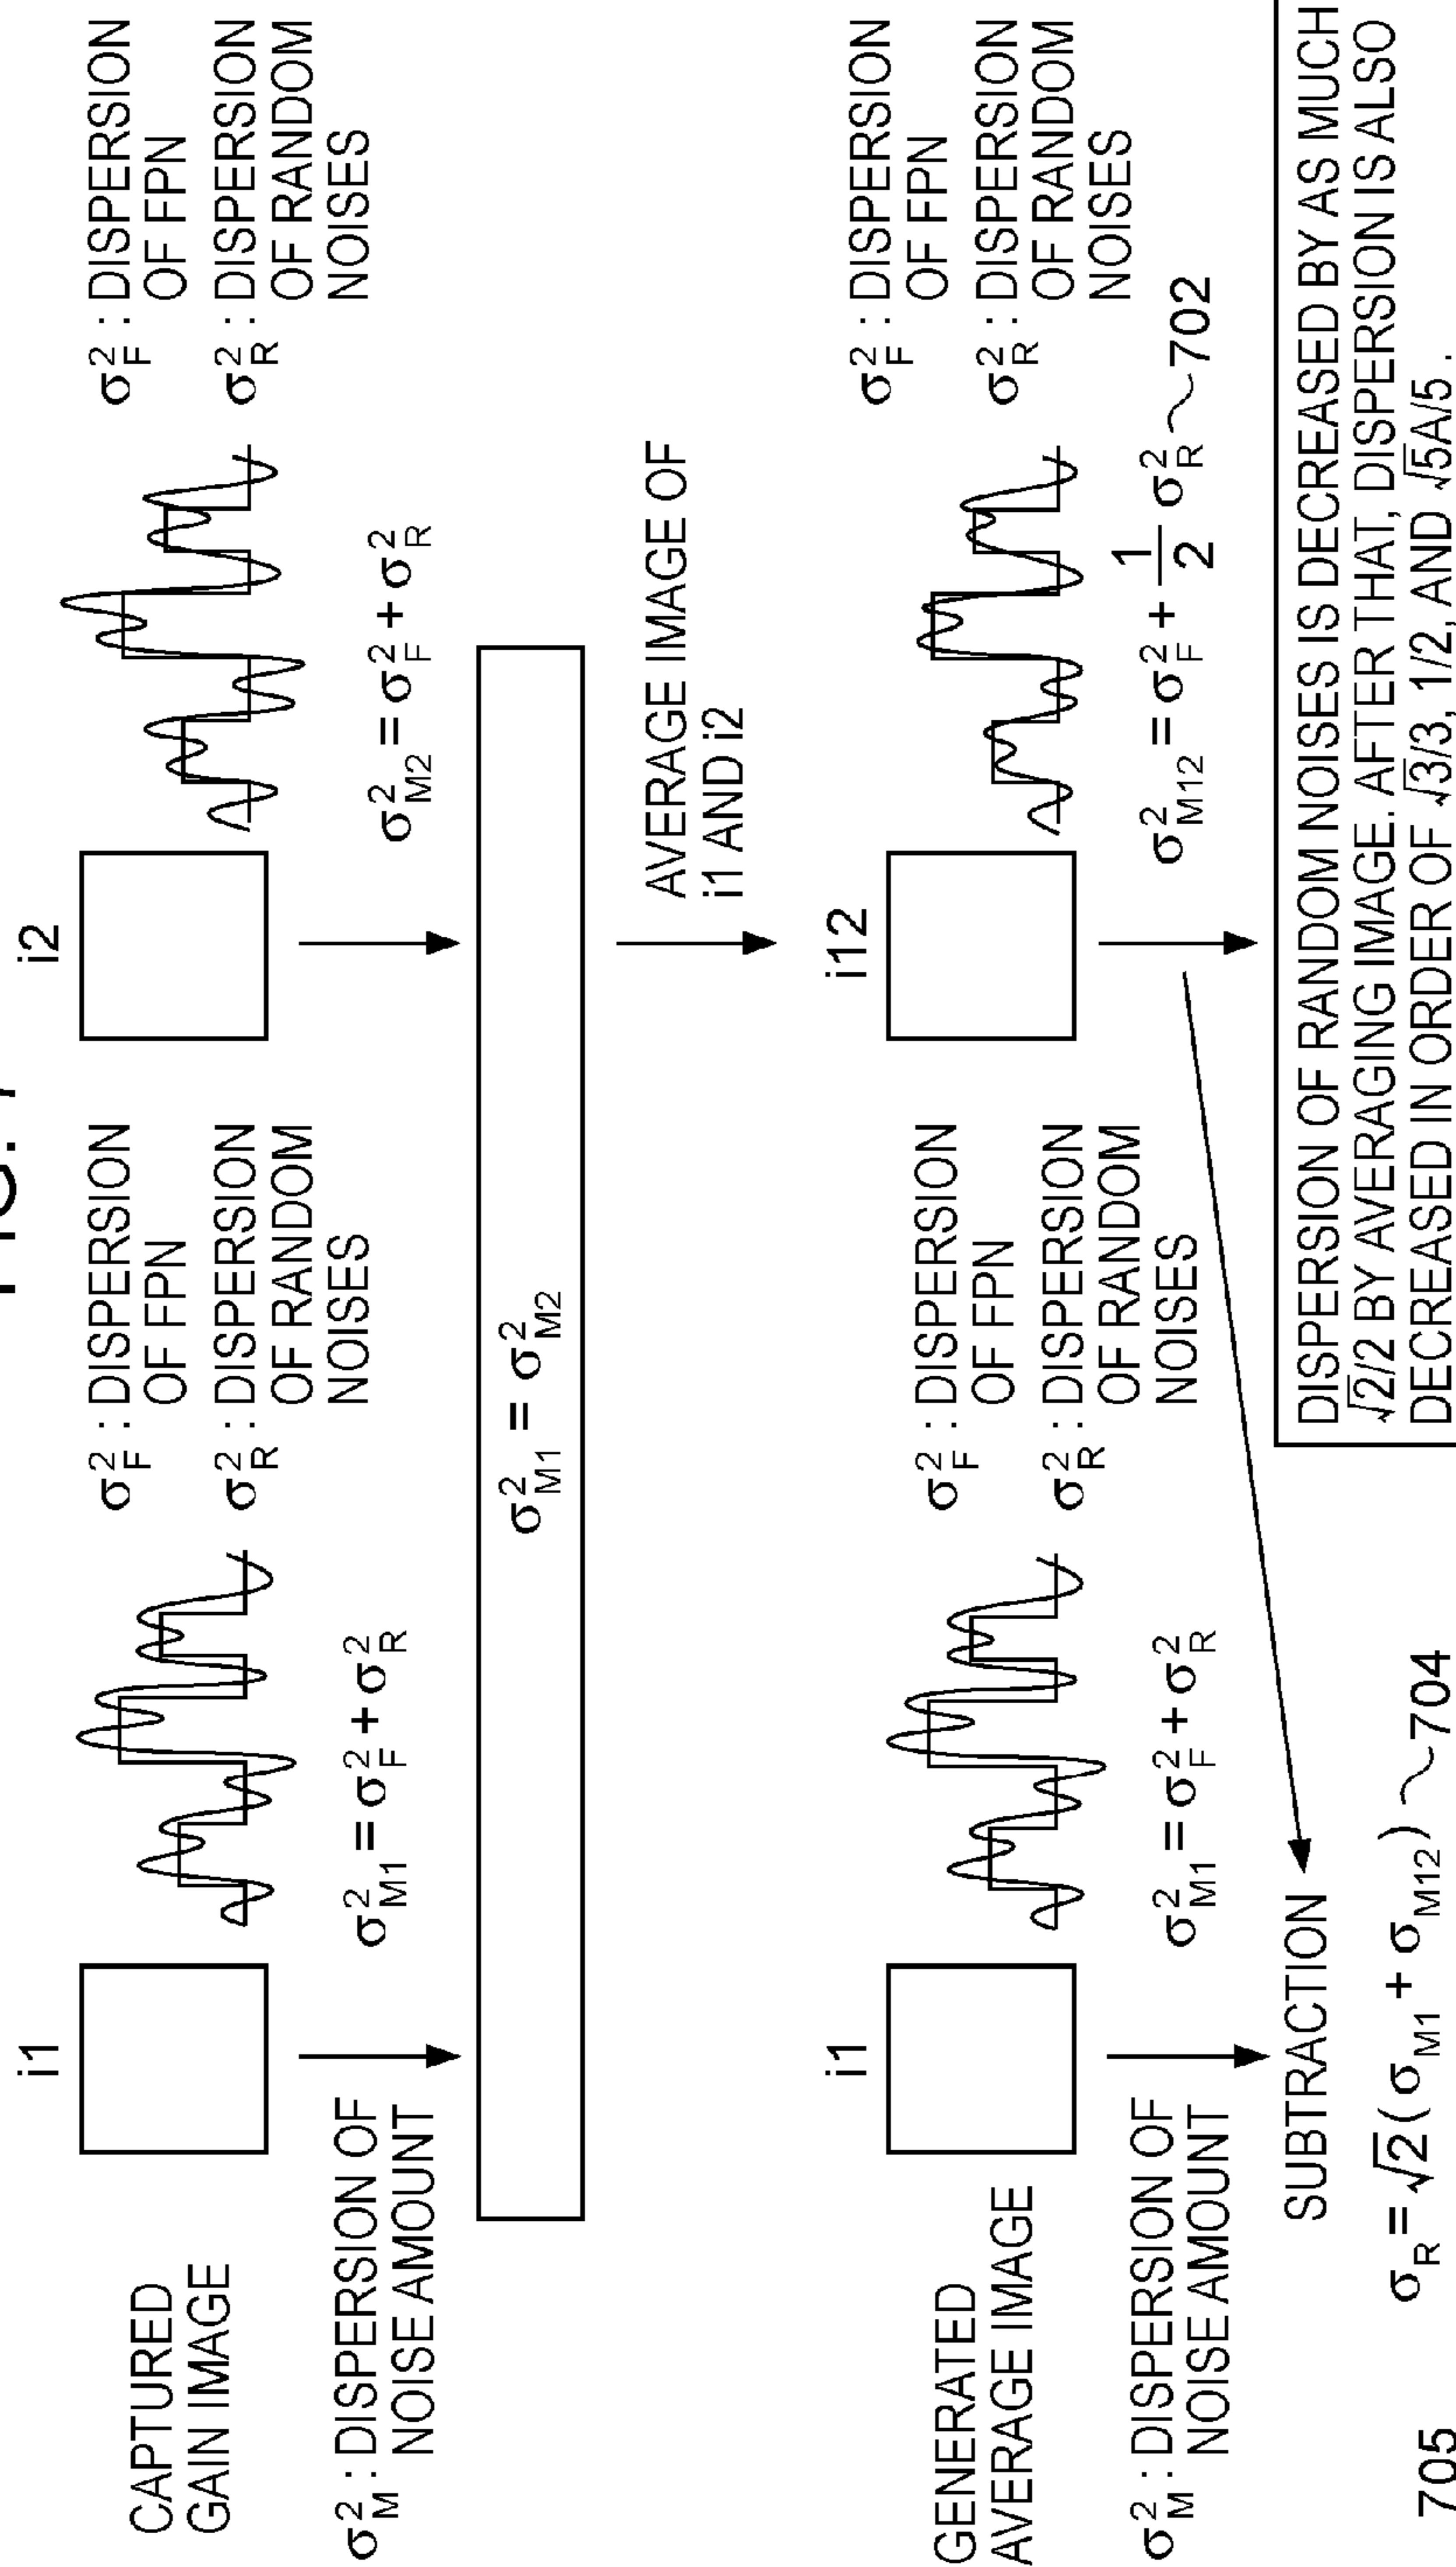 i1
i2
CAPTURED
GAIN IMAGE
σ²F : DISPERSION
OF FPN
σ²R : DISPERSION
OF RANDOM
NOISES
σ²F : DISPERSION
OF FPN
σ²R : DISPERSION
OF RANDOM
NOISES
σ²M : DISPERSION OF
NOISE AMOUNT
σ²M1 = σ²F + σ²R
σ²M2 = σ²F + σ²R
σ²M1 = σ²M2
AVERAGE IMAGE OF
i1 AND i2
i1
i12
GENERATED
AVERAGE IMAGE
σ²F : DISPERSION
OF FPN
σ²R : DISPERSION
OF RANDOM
NOISES
σ²F : DISPERSION
OF FPN
σ²R : DISPERSION
OF RANDOM
NOISES
σ²M : DISPERSION OF
NOISE AMOUNT
σ²M1 = σ²F + σ²R
σ²M12 = σ²F + 1/2 σ²R ~702
SUBTRACTION
σR = √2(σM1 + σM12) ~704
705
DISPERSION OF RANDOM NOISES IS DECREASED BY AS MUCH
√2/2 BY AVERAGING IMAGE. AFTER THAT, DISPERSION IS ALSO
DECREASED IN ORDER OF √3/3, 1/2, AND √5A/5 .